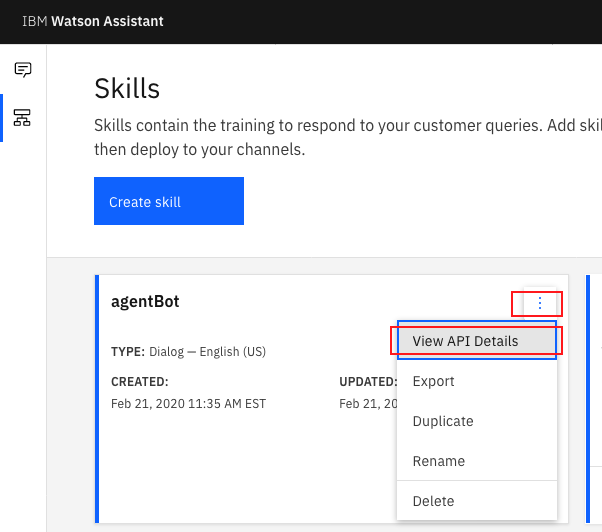 IBM Watson Assistant
Skills
Skills contain the training to respond to your customer queries. Add skil
then deploy to your channels.
Create skill
agentBot
TYPE: Dialog — English (US)
CREATED:
Feb 21, 2020 11:35 AM EST
UPDATED:
Feb 21, 20
View API Details
Export
Duplicate
Rename
Delete